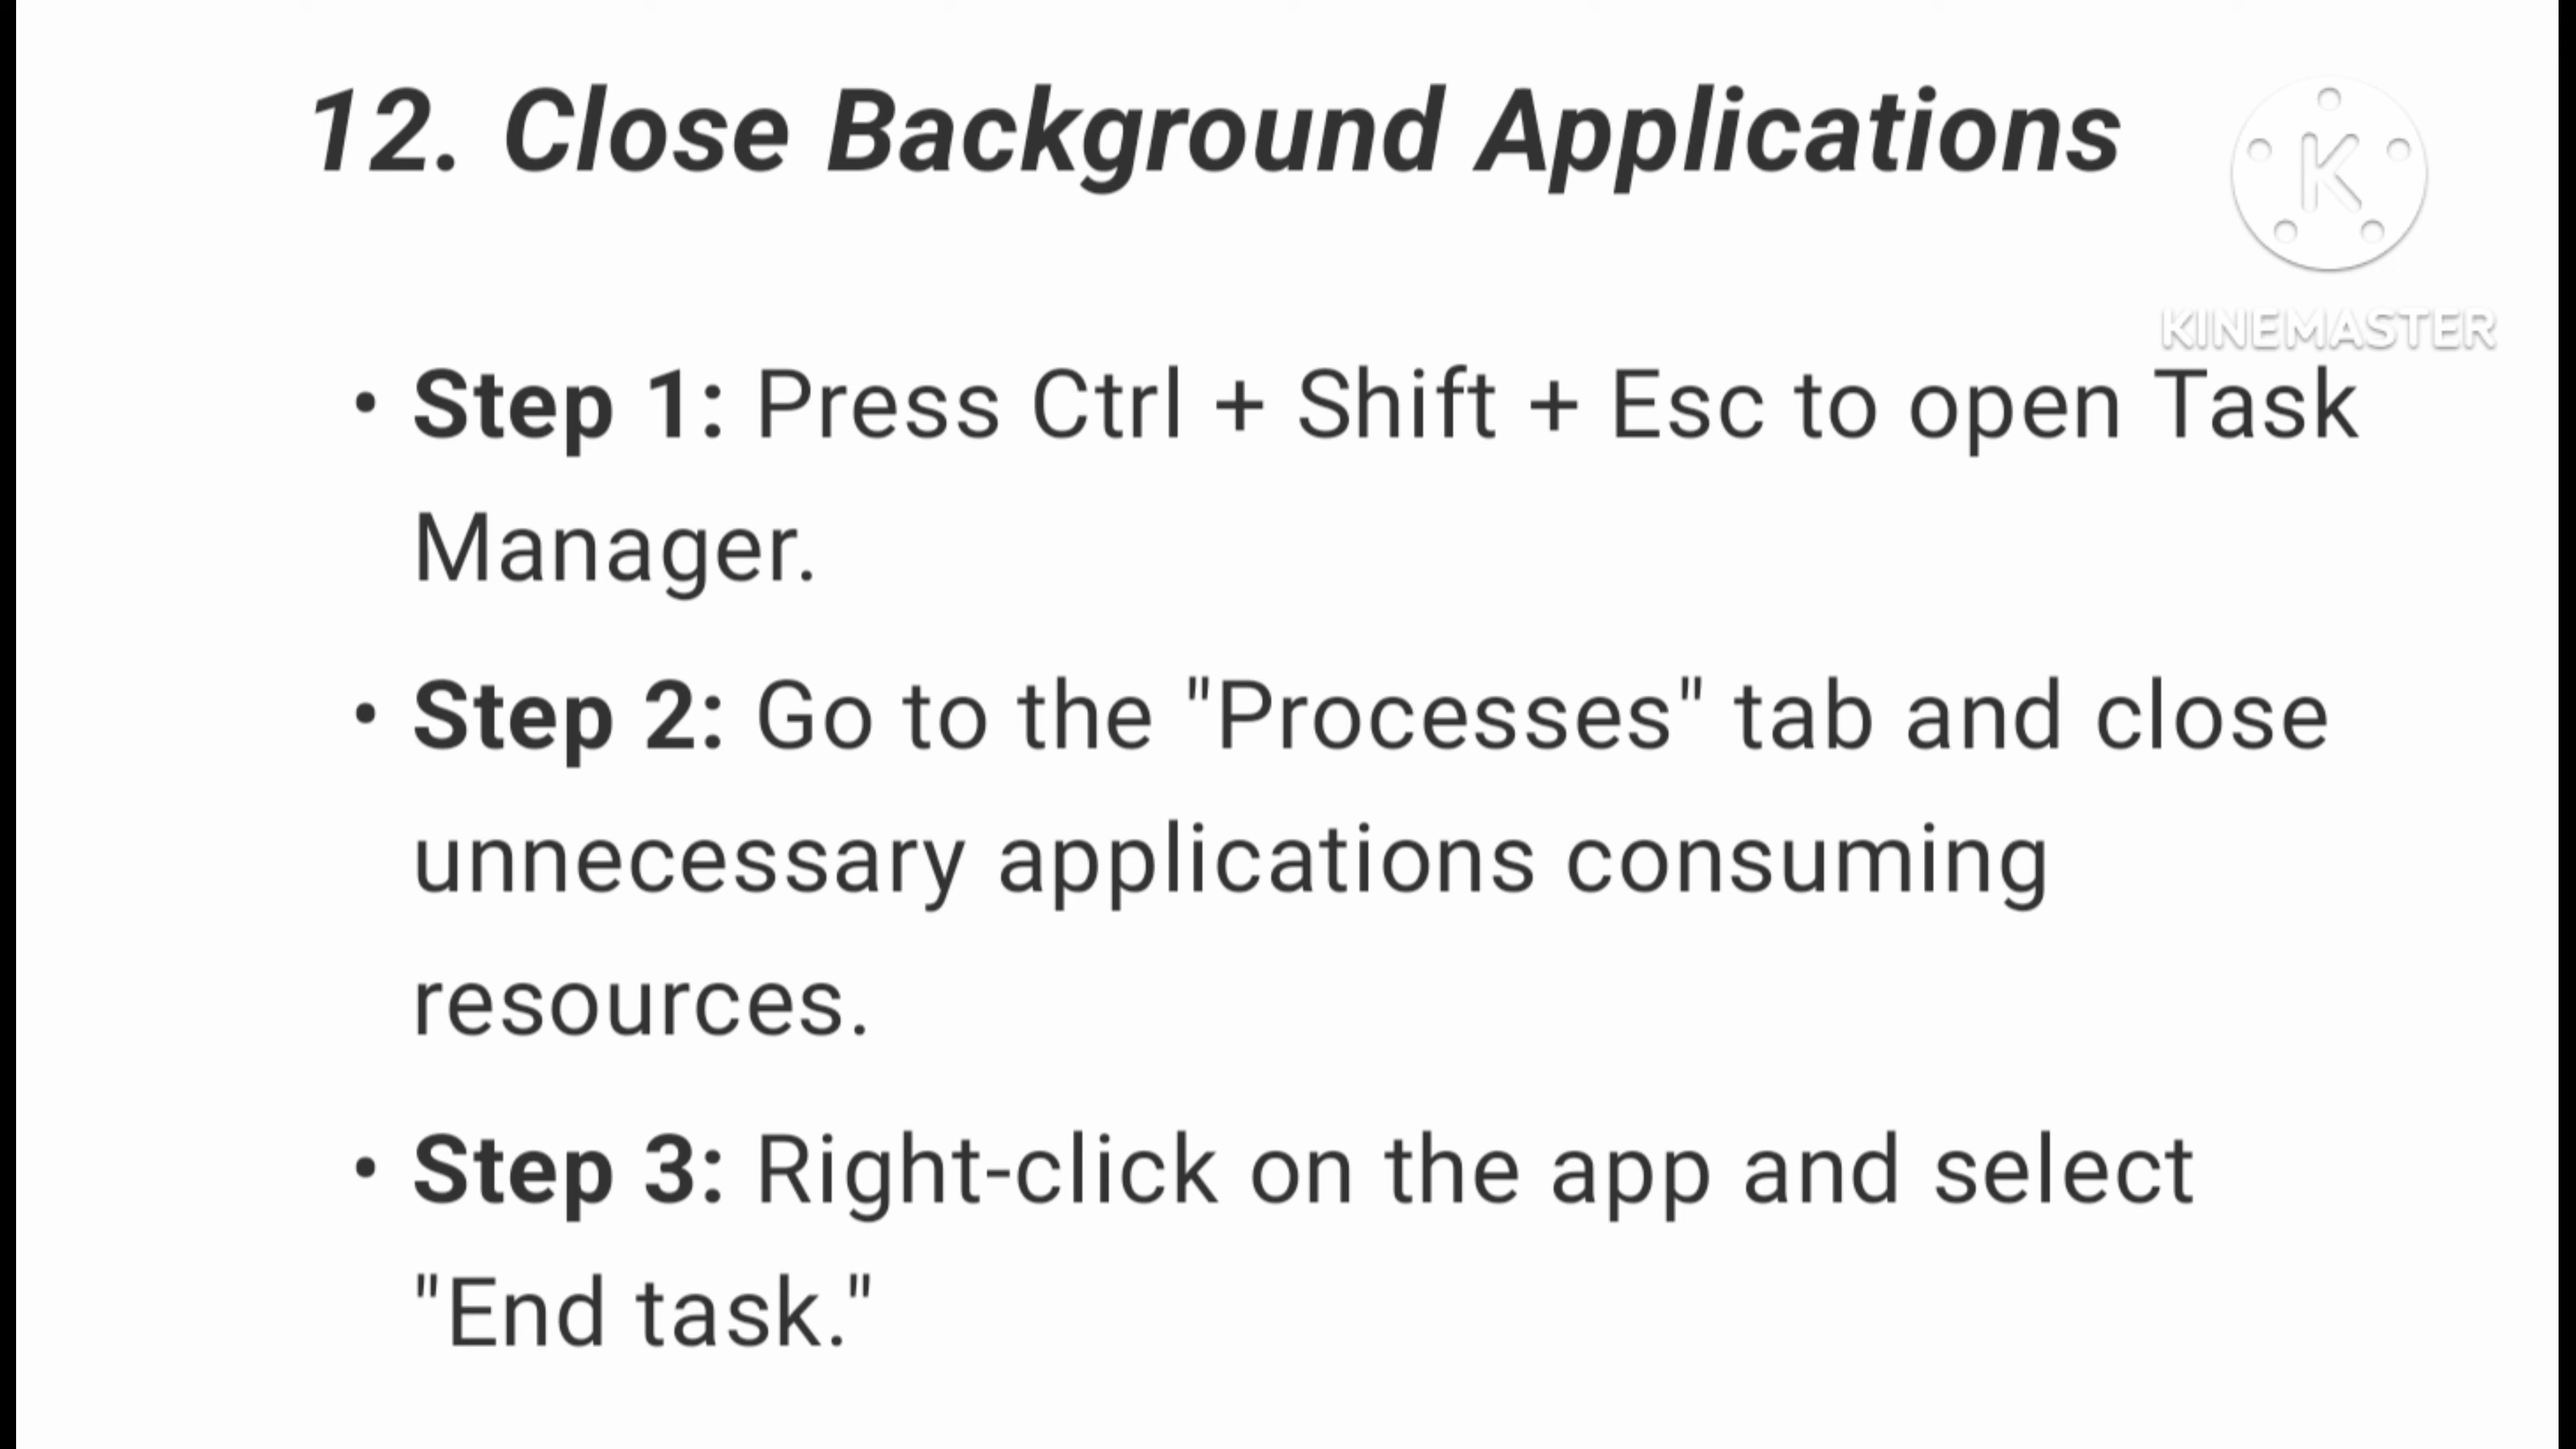 12. Close Background Applications
K
KINEMASTER
• Step 1: Press Ctrl + Shift + Esc to open Task
Manager.
• Step 2: Go to the "Processes" tab and close
unnecessary applications consuming
resources.
• Step 3: Right-click on the app and select
"End task."